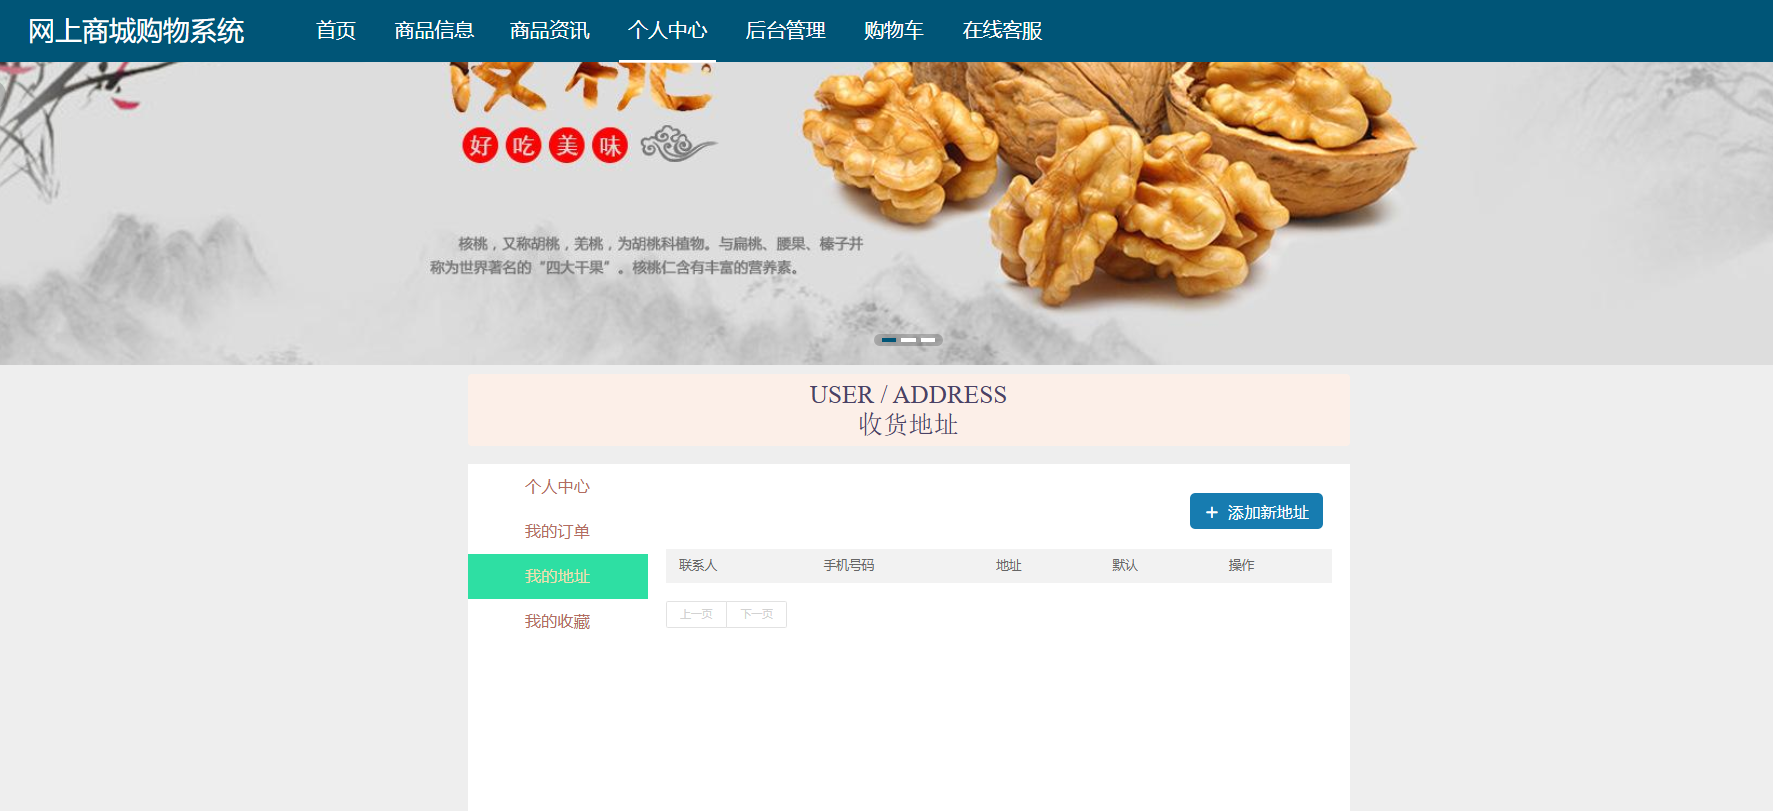 网上商城购物系统 首页 商品信息 商品资讯 个人中心 后台管理 购物车 在线客服
好吃美味
核桃，又称胡桃，羌桃，为胡桃科植物。与扁桃、腰果、榛子并
称为世界著名的“四大干果”。核桃仁含有丰富的营养素。
USER / ADDRESS
收货地址
个人中心
我的订单
我的地址
我的收藏
+ 添加新地址
联系人 手机号码 地址 默认 操作
上一页 下一页